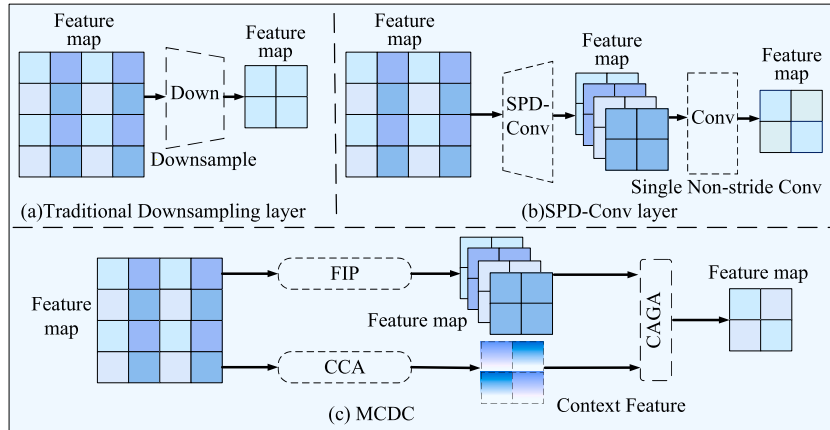 Feature
map
Down
Feature
map
Downsample
(a)Traditional Downsampling layer
Feature
map
SPD-
Conv
Feature
map
Conv
Feature
map
Single Non-stride Conv
(b)SPD-Conv layer
Feature
map
FIP
Feature map
CCA
Context Feature
CAGA
Feature map
(c) MCDC